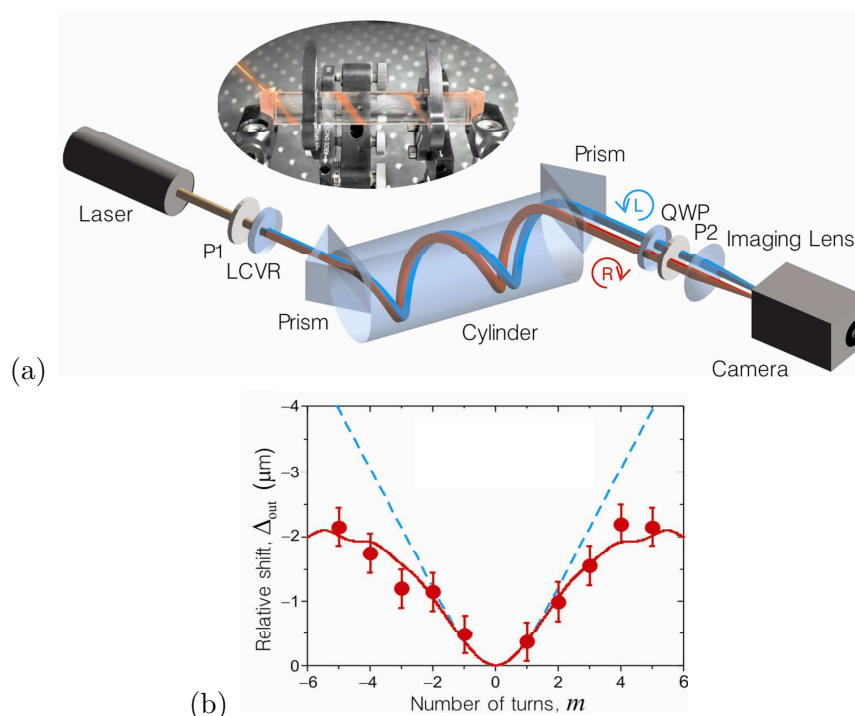 Laser
P1
LCVR
Prism
Cylinder
Prism
L
R
QWP
P2
Imaging Lens
Camera
(a)
Relative shift, Δout (μm)
−4
−3
−2
−1
0
−6
−4
−2
0
2
4
6
Number of turns, m
(b)